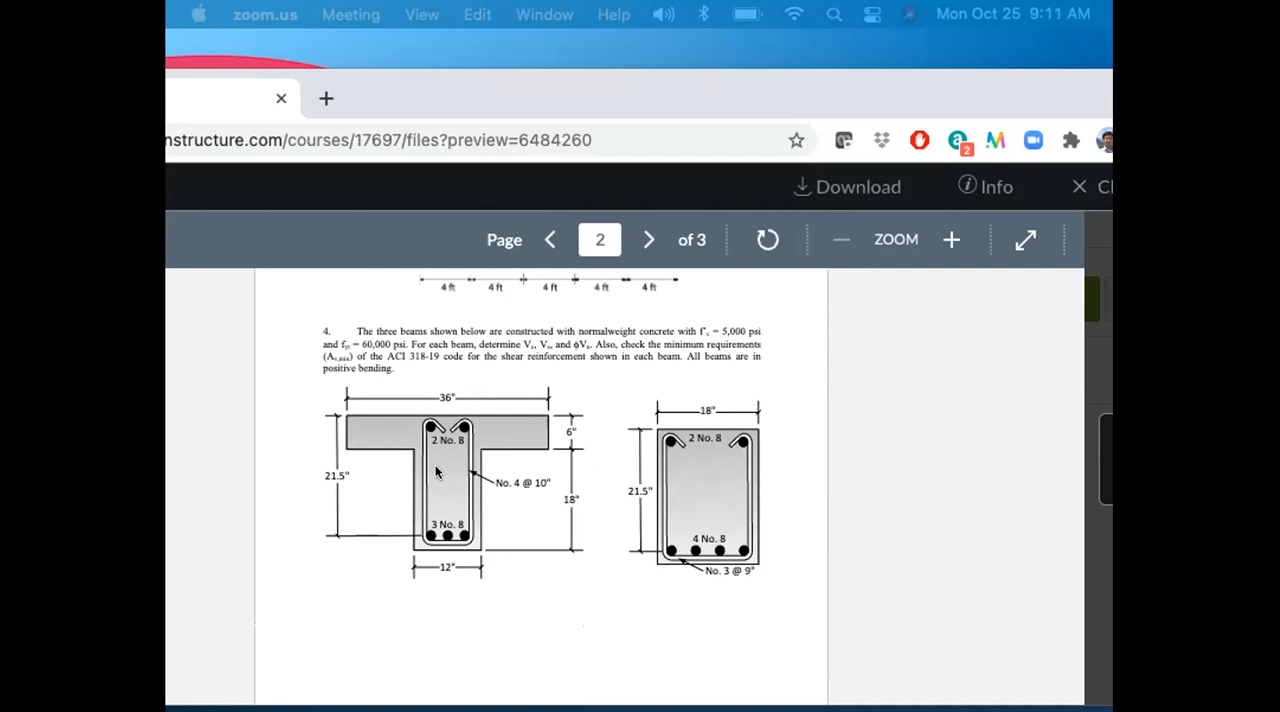 zoom.us Meeting View Edit Window Help Mon Oct 25 9:11 AM
nstructure.com/courses/17697/files?preview=6484260
2
Download Info Cl
Page 2 of 3 ZOOM
4 ft 4 ft 4 ft 4 ft 4 ft
4. The three beams shown below are constructed with normalweight concrete with f'c = 5,000 psi
and fyt = 60,000 psi. For each beam, determine Vc, Vs, and ϕVn. Also, check the minimum requirements
(Av,min) of the ACI 318-19 code for the shear reinforcement shown in each beam. All beams are in
positive bending.
36"
2 No. 8
6"
21.5"
No. 4 @ 10"
18"
3 No. 8
12"
18"
2 No. 8
21.5"
4 No. 8
No. 3 @ 9"